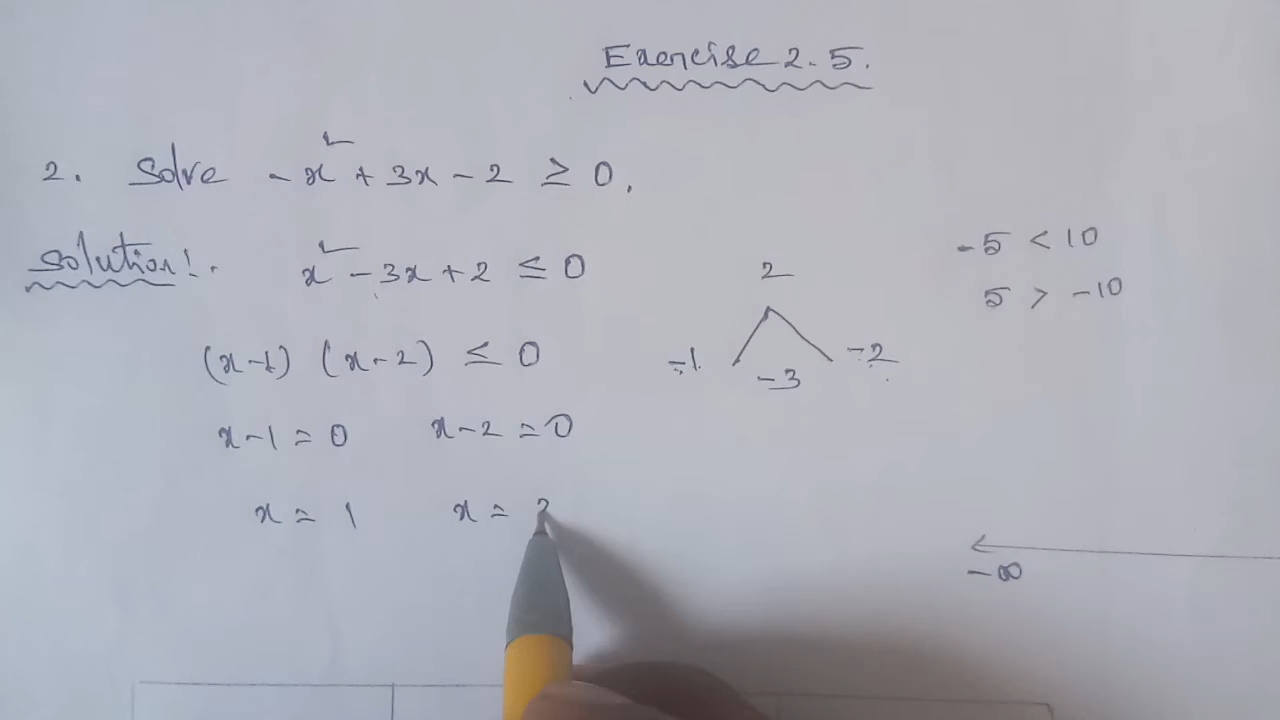 Exercise 2.5.
2. Solve -x² + 3x - 2 ≥ 0.
Solution:. x² - 3x + 2 ≤ 0
(x-1) (x-2) ≤ 0
x-1 = 0 x-2 = 0
x = 1 x =
2
-1 -2
-3
-5 < 10
5 > -10
-∞